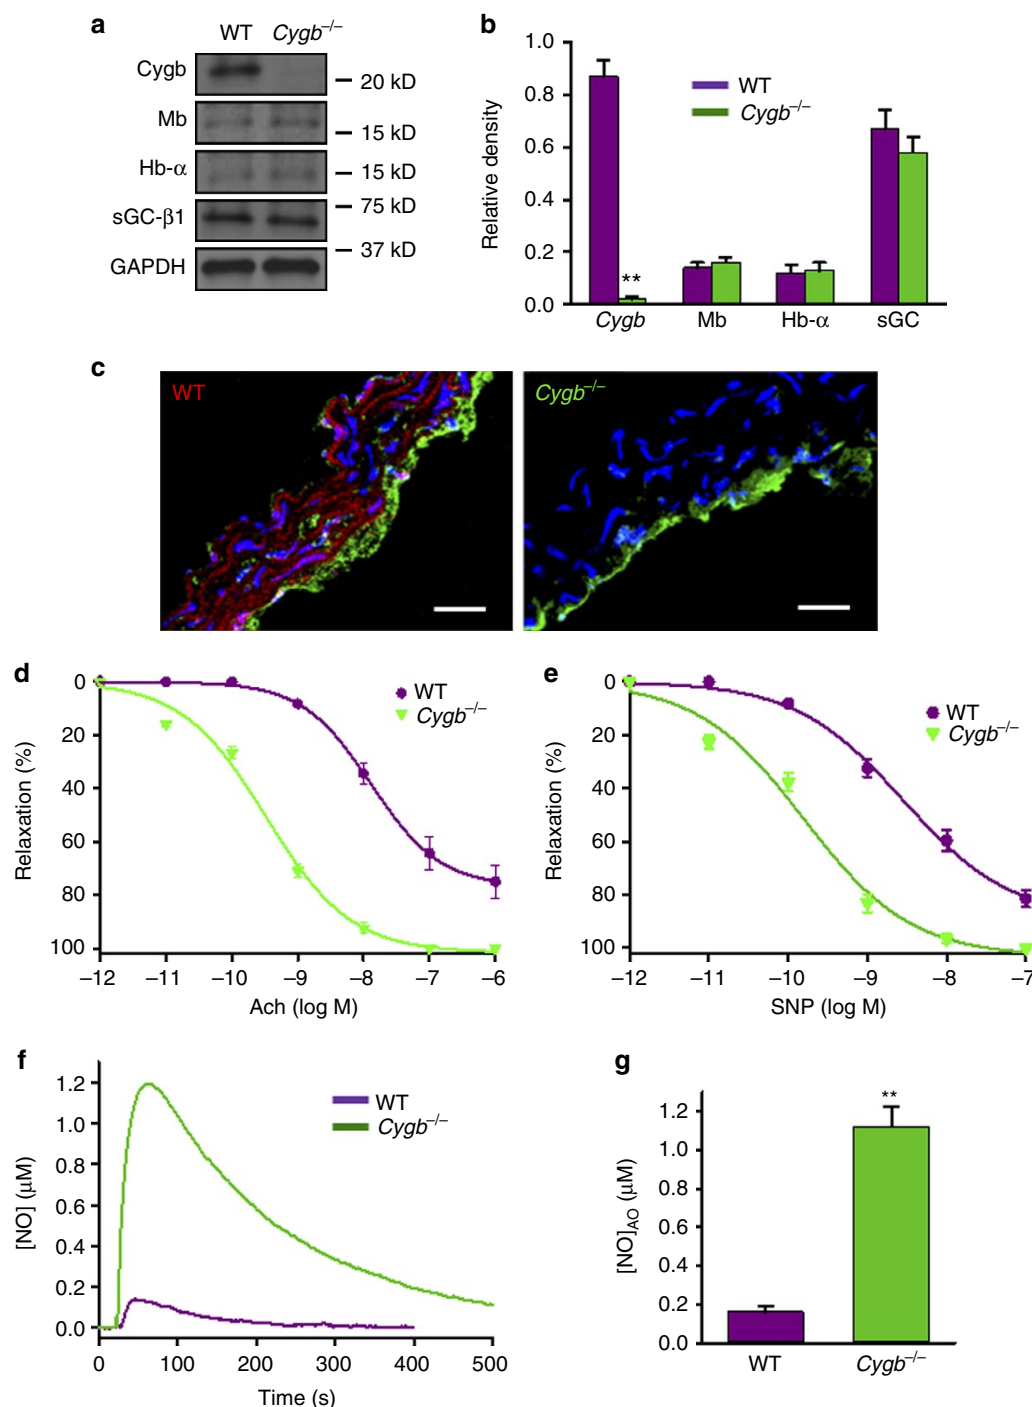 a
WT Cygb–/–
Cygb
20 kD
Mb
15 kD
Hb-α
15 kD
sGC-β1
75 kD
37 kD
GAPDH
b
Relative density
1.0
0.8
0.6
0.4
0.2
0.0
WT
Cygb–/–
**
Cygb Mb Hb-α sGC
c
WT
Cygb–/–
d
Relaxation (%)
0
20
40
60
80
100
WT
Cygb–/–
–12 –11 –10 –9 –8 –7 –6
Ach (log M)
e
Relaxation (%)
0
20
40
60
80
100
WT
Cygb–/–
–12 –11 –10 –9 –8 –7
SNP (log M)
f
[NO] (μM)
1.2
1.0
0.8
0.6
0.4
0.2
0.0
WT
Cygb–/–
0 100 200 300 400 500
Time (s)
g
[NO]AO (μM)
1.2
1.0
0.8
0.6
0.4
0.2
0.0
**
WT Cygb–/–